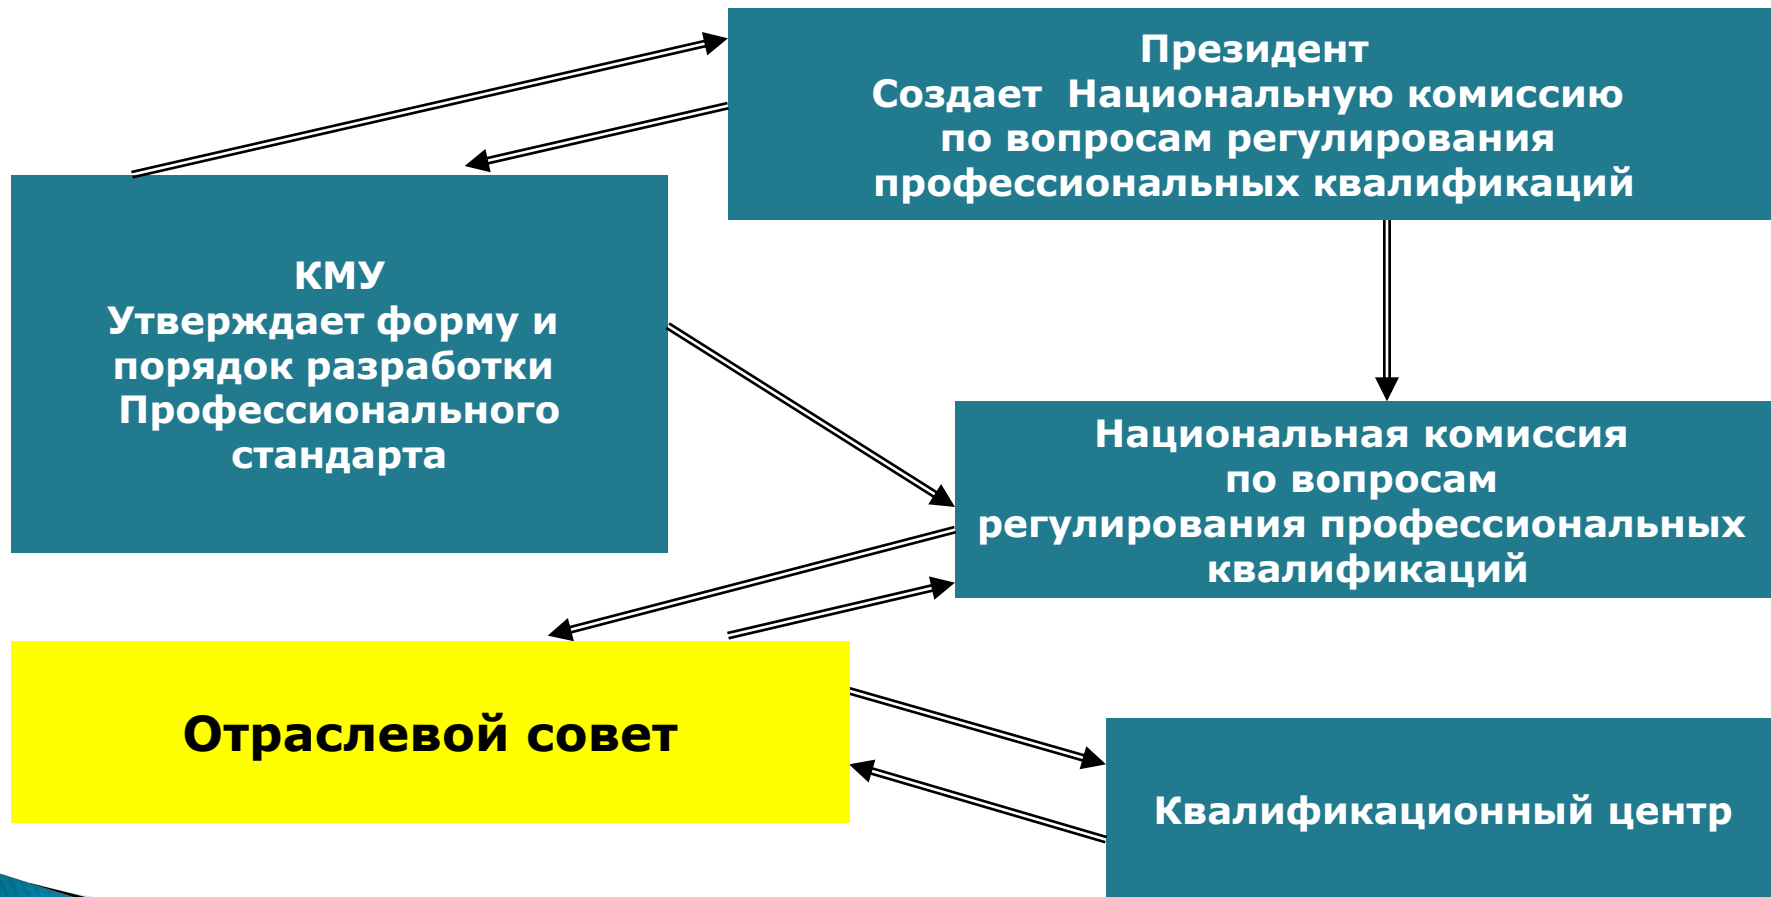 Президент
Создает Национальную комиссию
по вопросам регулирования
профессиональных квалификаций
КМУ
Утверждает форму и
порядок разработки
Профессионального
стандарта
Национальная комиссия
по вопросам
регулирования профессиональных
квалификаций
Отраслевой совет
Квалификационный центр